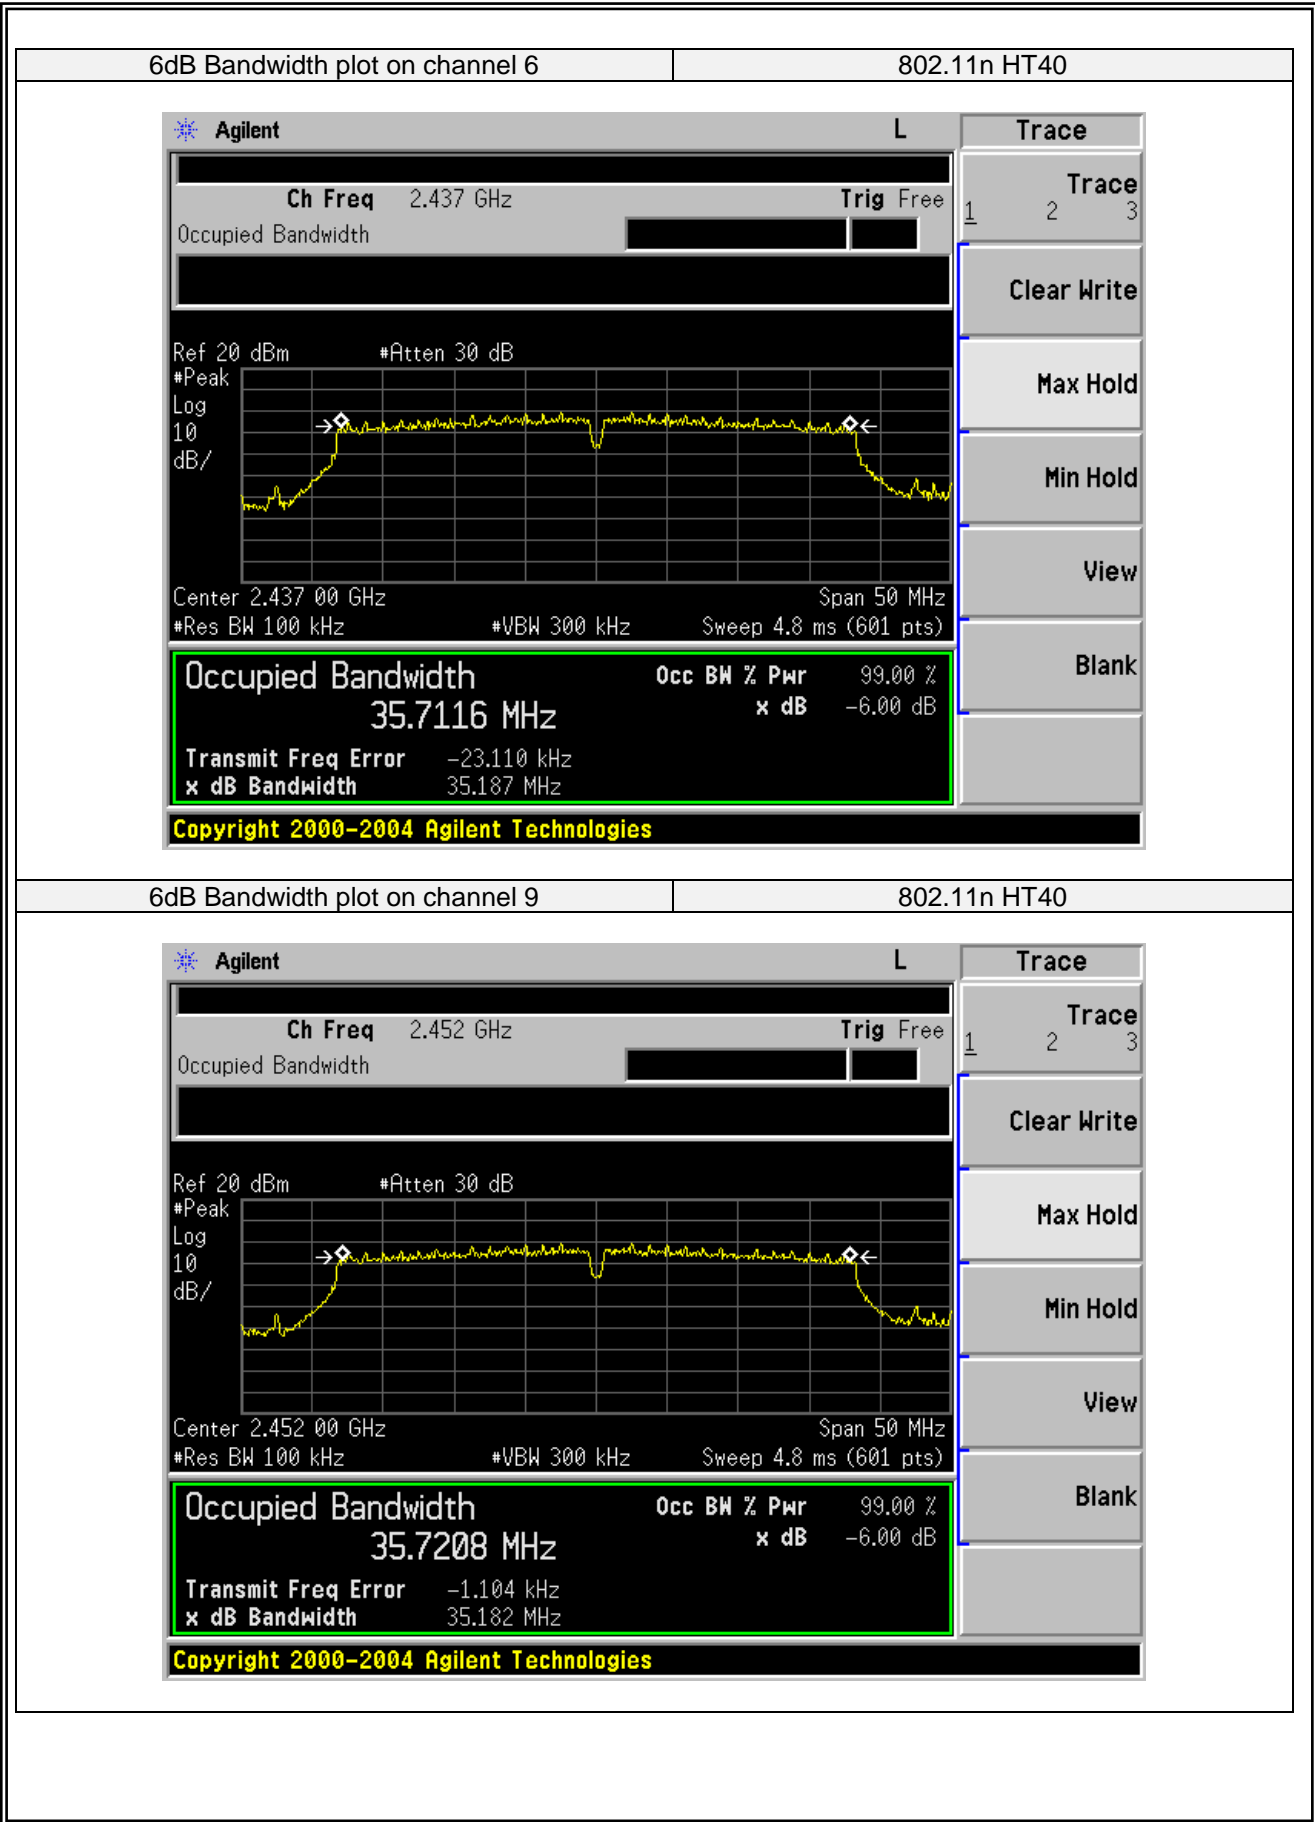 6dB Bandwidth plot on channel 6 802.11n HT40
Agilent L Trace
Ch Freq 2.437 GHz Trig Free
Occupied Bandwidth
Trace
1 2 3
Clear Write
Max Hold
Min Hold
View
Blank
Ref 20 dBm #Atten 30 dB
#Peak
Log
10
dB/
Center 2.437 00 GHz Span 50 MHz
#Res BW 100 kHz #VBW 300 kHz Sweep 4.8 ms (601 pts)
Occupied Bandwidth Occ BW % Pwr 99.00 %
35.7116 MHz x dB -6.00 dB
Transmit Freq Error -23.110 kHz
x dB Bandwidth 35.187 MHz
Copyright 2000-2004 Agilent Technologies
6dB Bandwidth plot on channel 9 802.11n HT40
Agilent L Trace
Ch Freq 2.452 GHz Trig Free
Occupied Bandwidth
Trace
1 2 3
Clear Write
Max Hold
Min Hold
View
Blank
Ref 20 dBm #Atten 30 dB
#Peak
Log
10
dB/
Center 2.452 00 GHz Span 50 MHz
#Res BW 100 kHz #VBW 300 kHz Sweep 4.8 ms (601 pts)
Occupied Bandwidth Occ BW % Pwr 99.00 %
35.7208 MHz x dB -6.00 dB
Transmit Freq Error -1.104 kHz
x dB Bandwidth 35.182 MHz
Copyright 2000-2004 Agilent Technologies